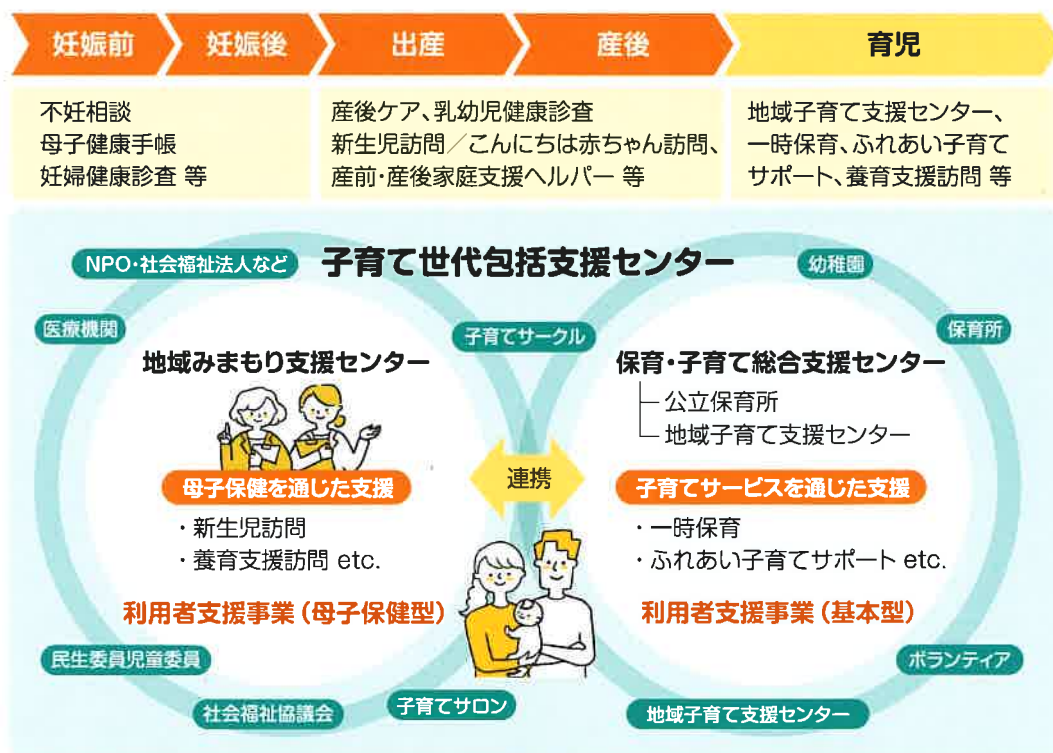 妊娠前
妊娠後
出産
産後
育児
不妊相談
母子健康手帳
妊婦健康診査 等
産後ケア、乳幼児健康診査
新生児訪問／こんにちは赤ちゃん訪問、
産前・産後家庭支援ヘルパー 等
地域子育て支援センター、
一時保育、ふれあい子育て
サポート、養育支援訪問 等
NPO・社会福祉法人など
子育て世代包括支援センター
幼稚園
医療機関
子育てサークル
保育所
地域みまもり支援センター
母子保健を通じた支援
・新生児訪問
・養育支援訪問 etc.
利用者支援事業（母子保健型）
連携
保育・子育て総合支援センター
公立保育所
地域子育て支援センター
子育てサービスを通じた支援
・一時保育
・ふれあい子育てサポート etc.
利用者支援事業（基本型）
民生委員児童委員
ボランティア
社会福祉協議会
子育てサロン
地域子育て支援センター